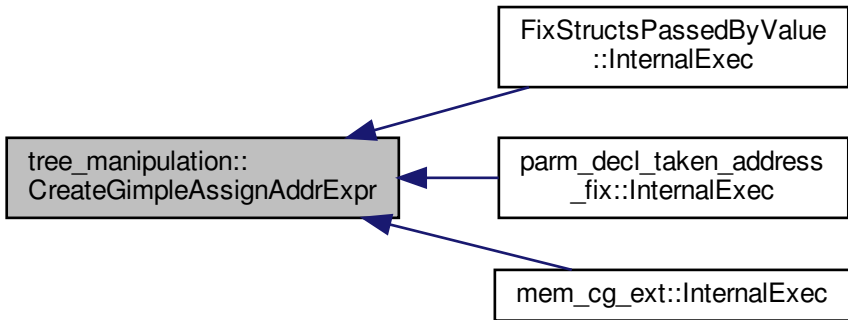 tree_manipulation::
CreateGimpleAssignAddrExpr
FixStructsPassedByValue
::InternalExec
parm_decl_taken_address
_fix::InternalExec
mem_cg_ext::InternalExec